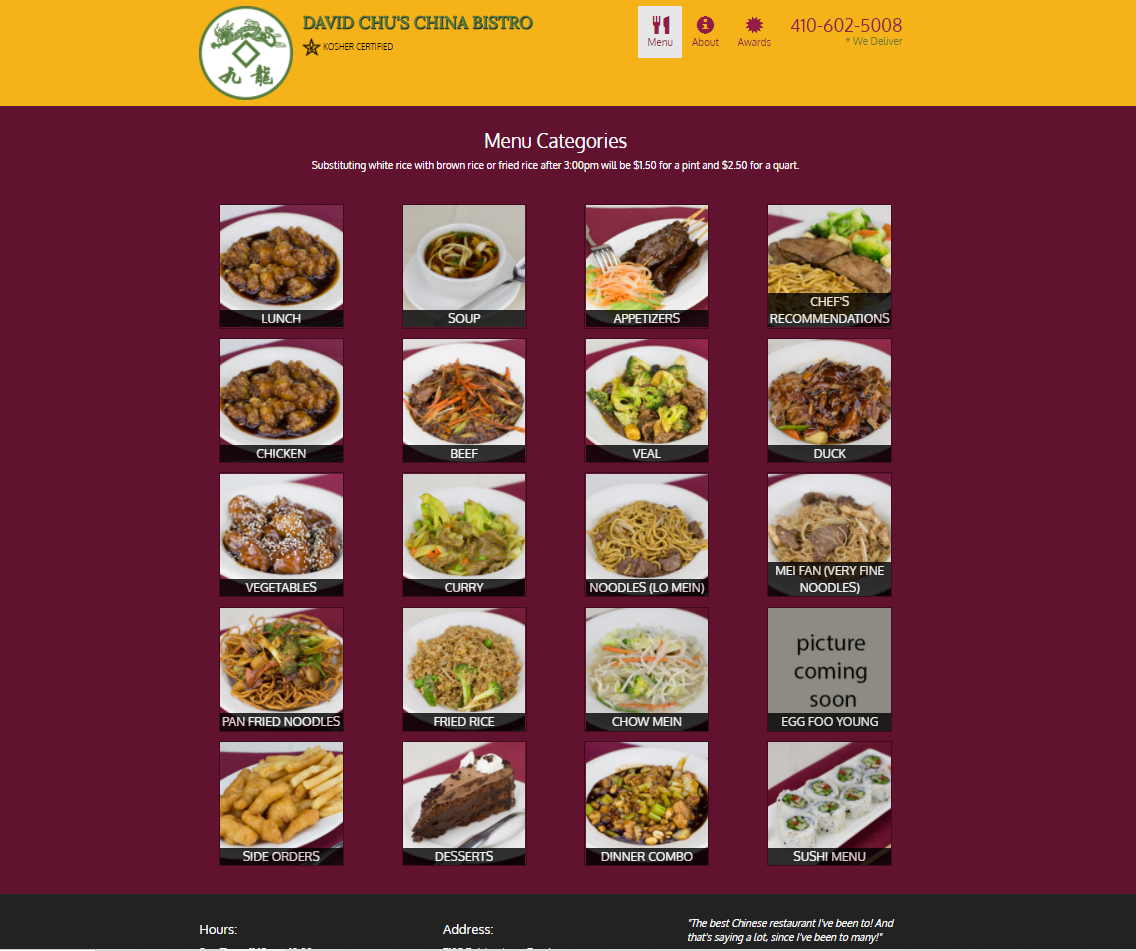 DAVID CHU'S CHINA BISTRO
KOSHER CERTIFIED
九龍
Menu
About
Awards
410-602-5008
* We Deliver
Menu Categories
Substituting white rice with brown rice or fried rice after 3:00pm will be $1.50 for a pint and $2.50 for a quart.
LUNCH
SOUP
APPETIZERS
CHEF'S
RECOMMENDATIONS
CHICKEN
BEEF
VEAL
DUCK
VEGETABLES
CURRY
NOODLES (LO MEIN)
MEI FAN (VERY FINE
NOODLES)
PAN FRIED NOODLES
FRIED RICE
CHOW MEIN
picture
coming
soon
EGG FOO YOUNG
SIDE ORDERS
DESSERTS
DINNER COMBO
SUSHI MENU
Hours:
Address:
"The best Chinese restaurant I've been to! And
that's saying a lot, since I've been to many!"